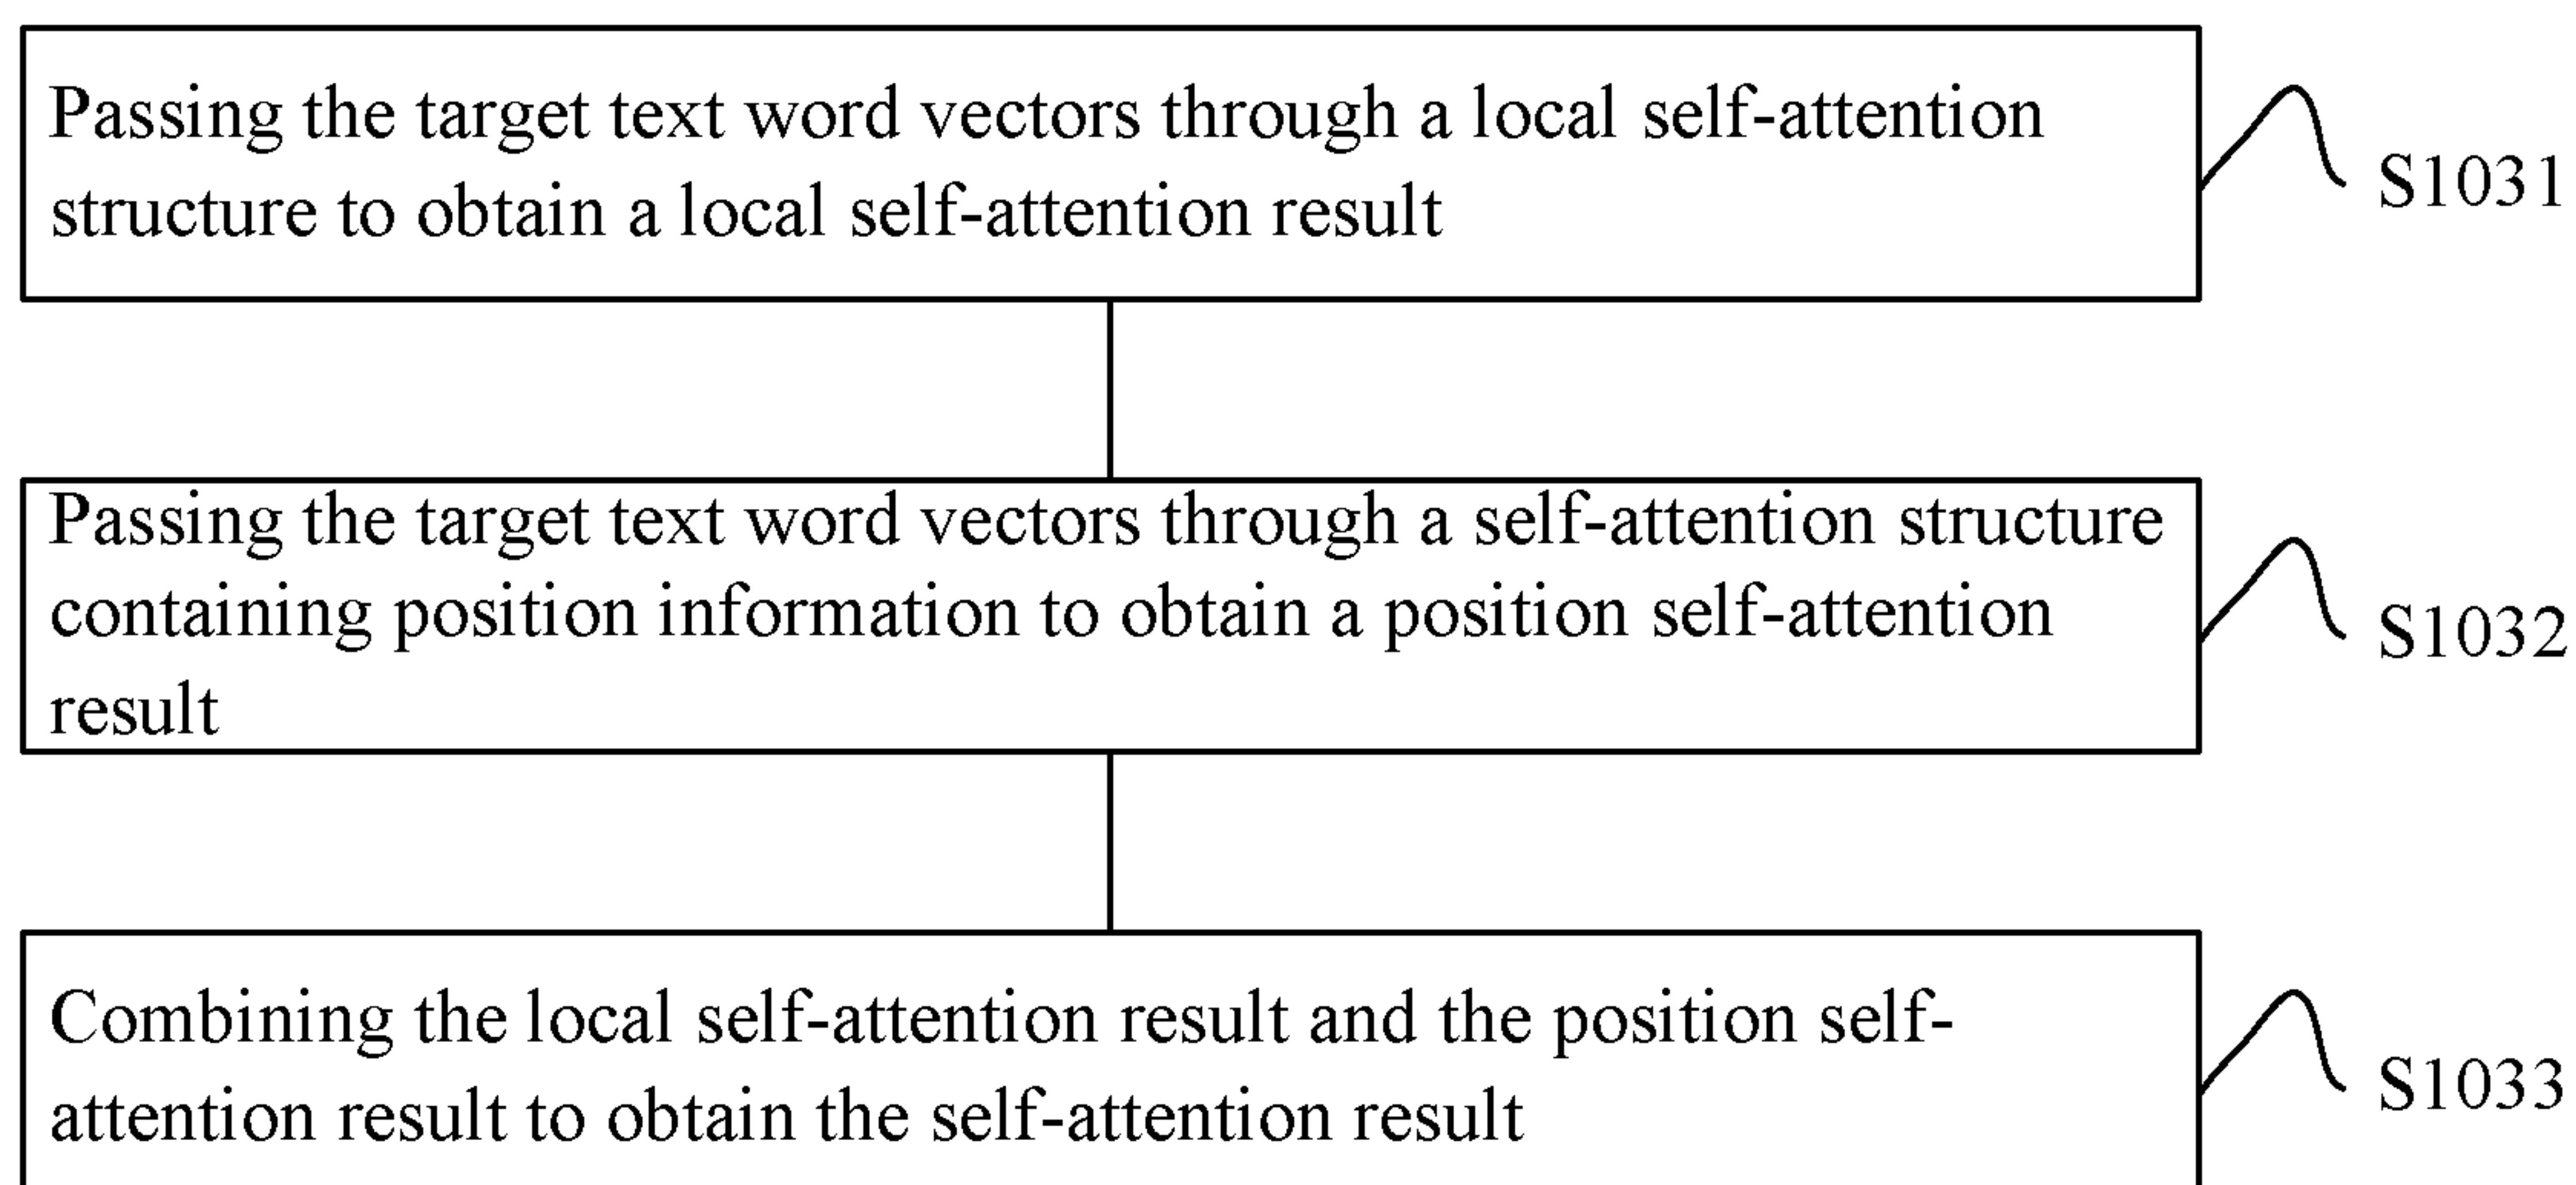 Passing the target text word vectors through a local self-attention
structure to obtain a local self-attention result
S1031
Passing the target text word vectors through a self-attention structure
containing position information to obtain a position self-attention
result
S1032
Combining the local self-attention result and the position self-
attention result to obtain the self-attention result
S1033